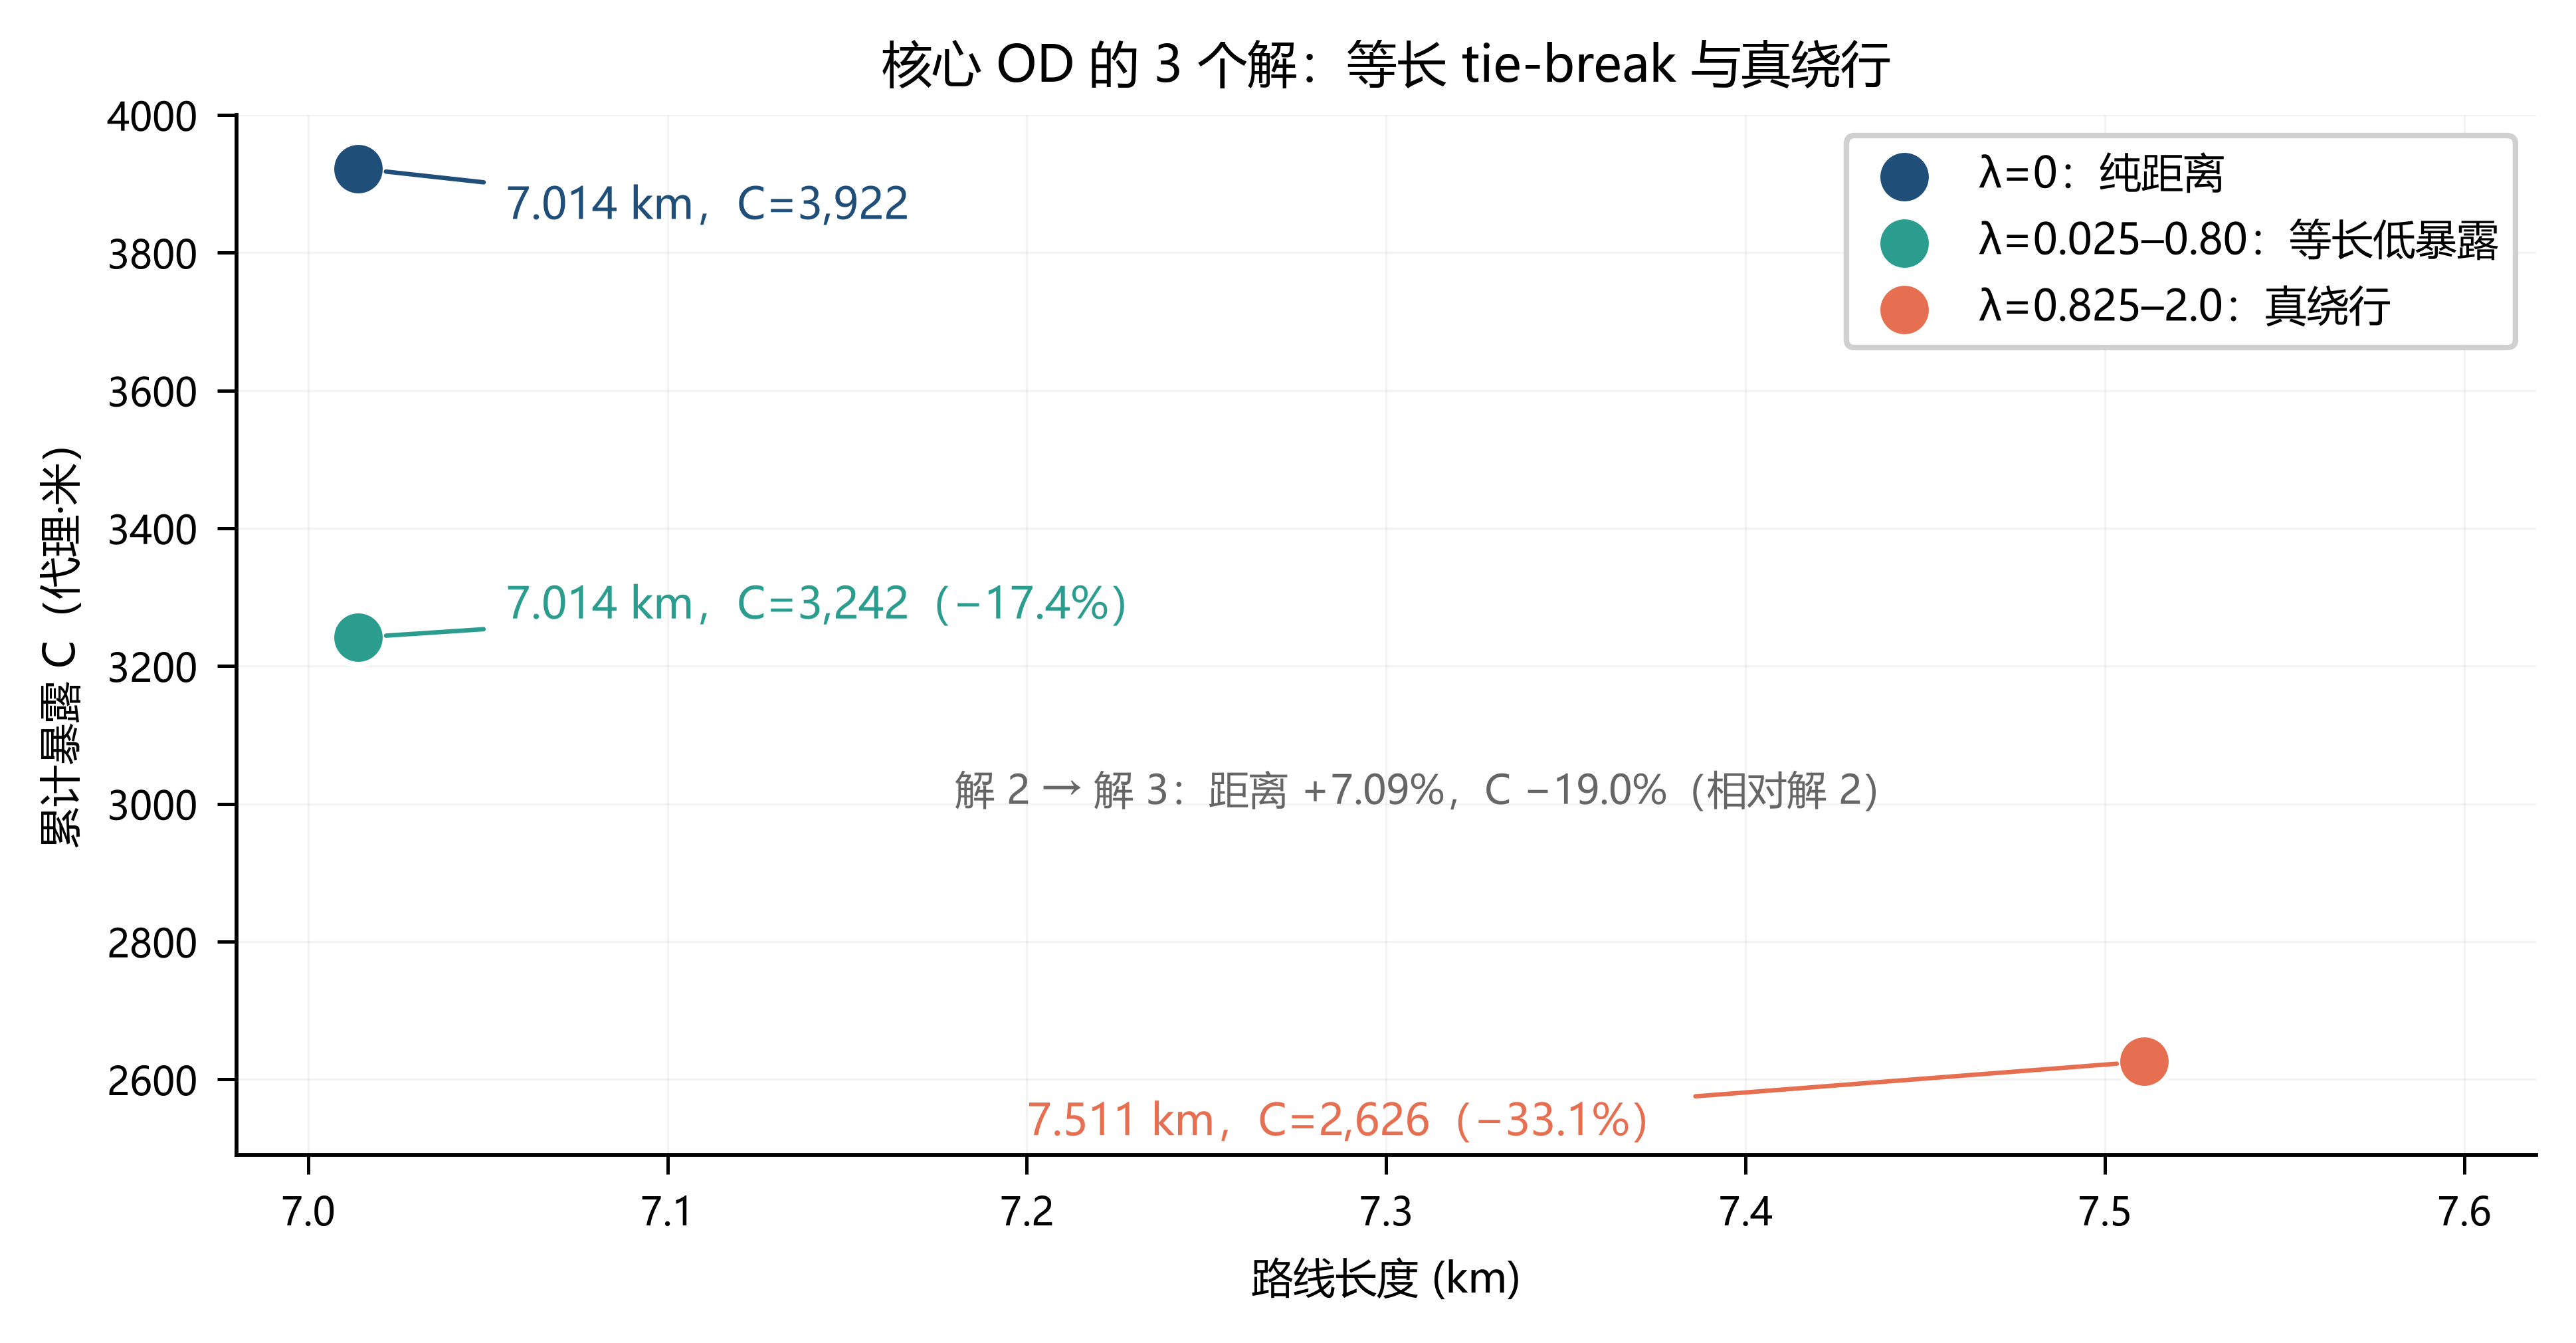 核心 OD 的 3 个解：等长 tie-break 与真绕行
4000
3800
3600
3400
3200
3000
2800
2600
累计暴露 C（代理·米）
λ=0：纯距离
λ=0.025–0.80：等长低暴露
λ=0.825–2.0：真绕行
7.014 km，C=3,922
7.014 km，C=3,242（−17.4%）
解 2 → 解 3：距离 +7.09%，C −19.0%（相对解 2）
7.511 km，C=2,626（−33.1%）
7.0 7.1 7.2 7.3 7.4 7.5 7.6
路线长度 (km)